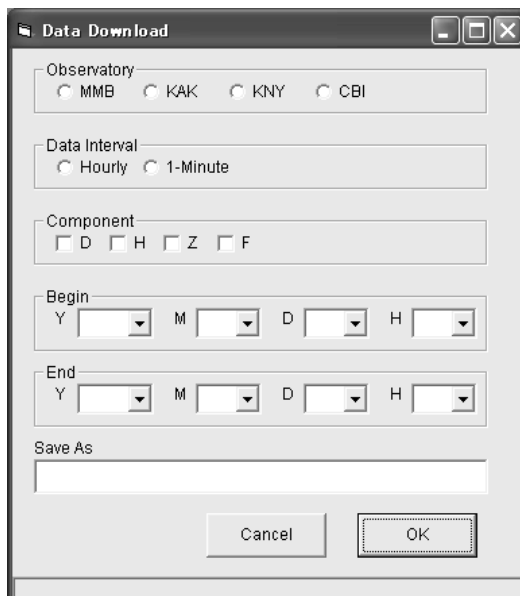 Data Download
Observatory
MMB KAK KNY CBI
Data Interval
Hourly 1-Minute
Component
D H Z F
Begin
Y M D H
End
Y M D H
Save As
Cancel OK